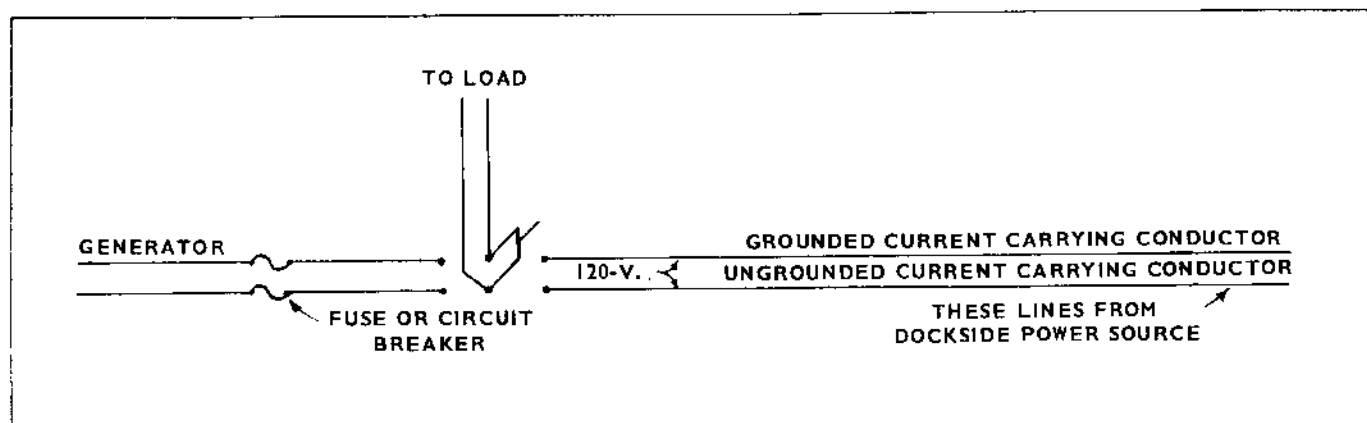 TO LOAD
GENERATOR
GROUNDED CURRENT CARRYING CONDUCTOR
120-V.
UNGROUNDED CURRENT CARRYING CONDUCTOR
FUSE OR CIRCUIT
BREAKER
THESE LINES FROM
DOCKSIDE POWER SOURCE